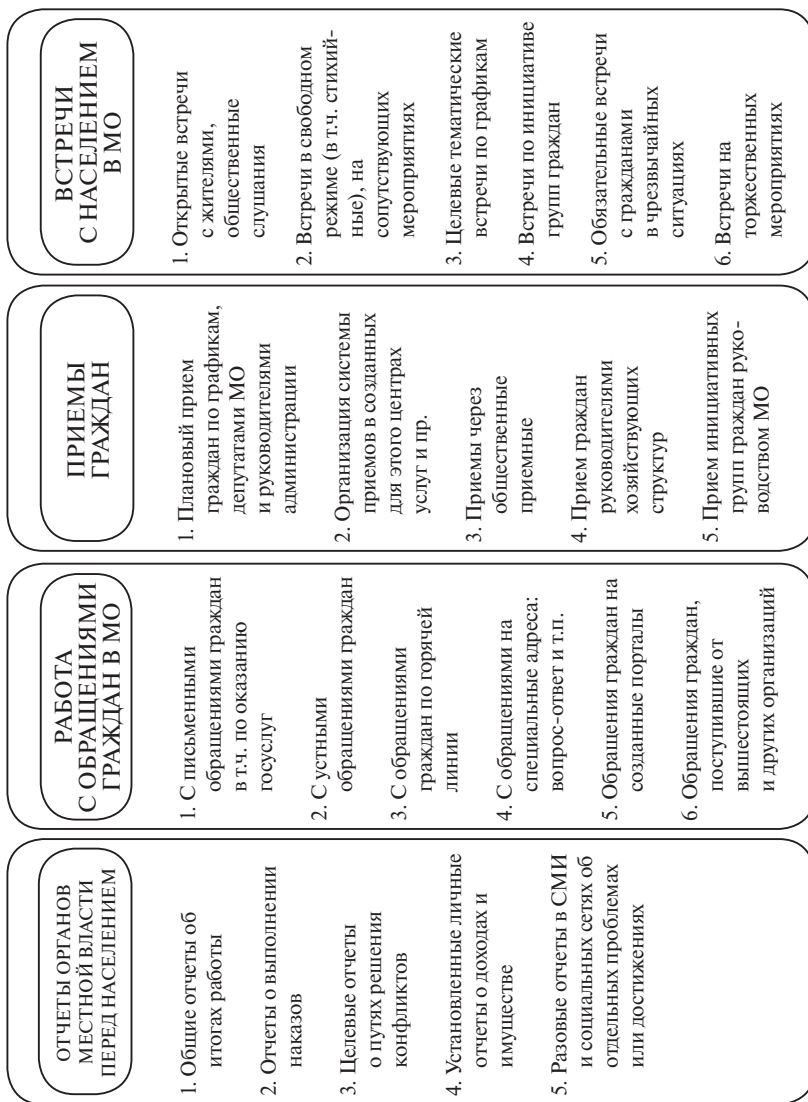 ОТЧЕТЫ ОРГАНОВ
МЕСТНОЙ ВЛАСТИ
ПЕРЕД НАСЕЛЕНИЕМ
1. Общие отчеты об
итогах работы
2. Отчеты о выполнении
наказов
3. Целевые отчеты
о путях решения
конфликтов
4. Установленные личные
отчеты о доходах и
имуществе
5. Разовые отчеты в СМИ
и социальных сетях об
отдельных проблемах
или достижениях
РАБОТА
С ОБРАЩЕНИЯМИ
ГРАЖДАН В МО
1. С письменными
обращениями граждан
в т.ч. по оказанию
госуслуг
2. С устными
обращениями граждан
3. С обращениями
граждан по горячей
линии
4. С обращениями на
специальные адреса:
вопрос-ответ и т.п.
5. Обращения граждан на
созданные порталы
6. Обращения граждан,
поступившие от
вышестоящих
и других организаций
ПРИЕМЫ
ГРАЖДАН
1. Плановый прием
граждан по графикам,
депутатами МО
и руководителями
администрации
2. Организация системы
приемов в созданных
для этого центрах
услуг и пр.
3. Приемы через
общественные
приемные
4. Прием граждан
руководителями
хозяйствующих
структур
5. Прием инициативных
групп граждан руко-
водством МО
ВСТРЕЧИ
С НАСЕЛЕНИЕМ
В МО
1. Открытые встречи
с жителями,
общественные
слушания
2. Встречи в свободном
режиме (в т.ч. стихий-
ные), на
сопутствующих
мероприятиях
3. Целевые тематические
встречи по графикам
4. Встречи по инициативе
групп граждан
5. Обязательные встречи
с гражданами
в чрезвычайных
ситуациях
6. Встречи на
торжественных
мероприятиях